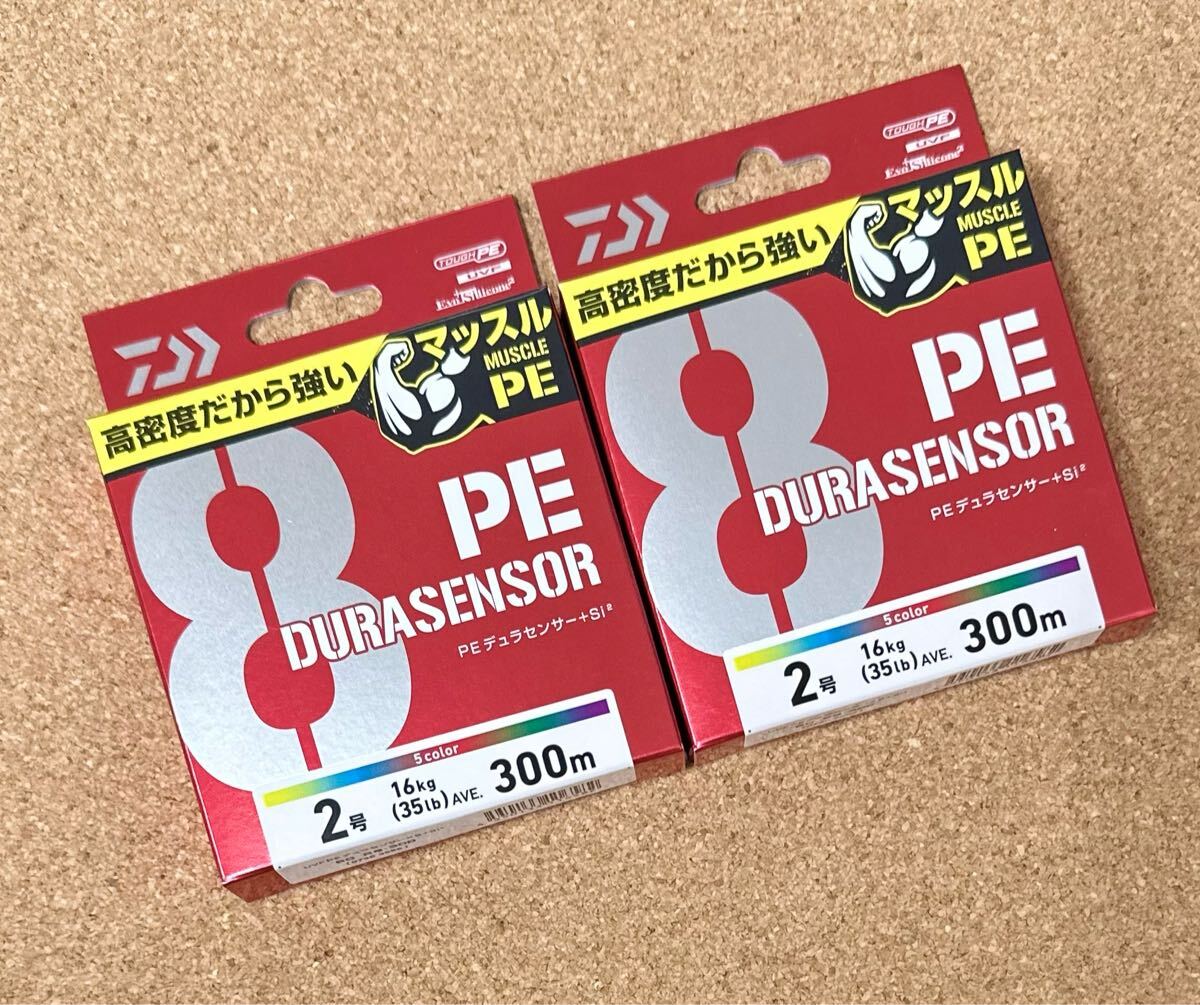 TOUGH PE
UVF
Evo Silicone²
高密度だから強い
マッスル
MUSCLE
PE
8
PE
DURASENSOR
PEデュラセンサー+Si²
5color
2号
16kg
(35lb) AVE.
300m
TOUGH PE
UVF
Evo Silicone²
高密度だから強い
マッスル
MUSCLE
PE
8
PE
DURASENSOR
PEデュラセンサー+Si²
5color
2号
16kg
(35lb) AVE.
300m